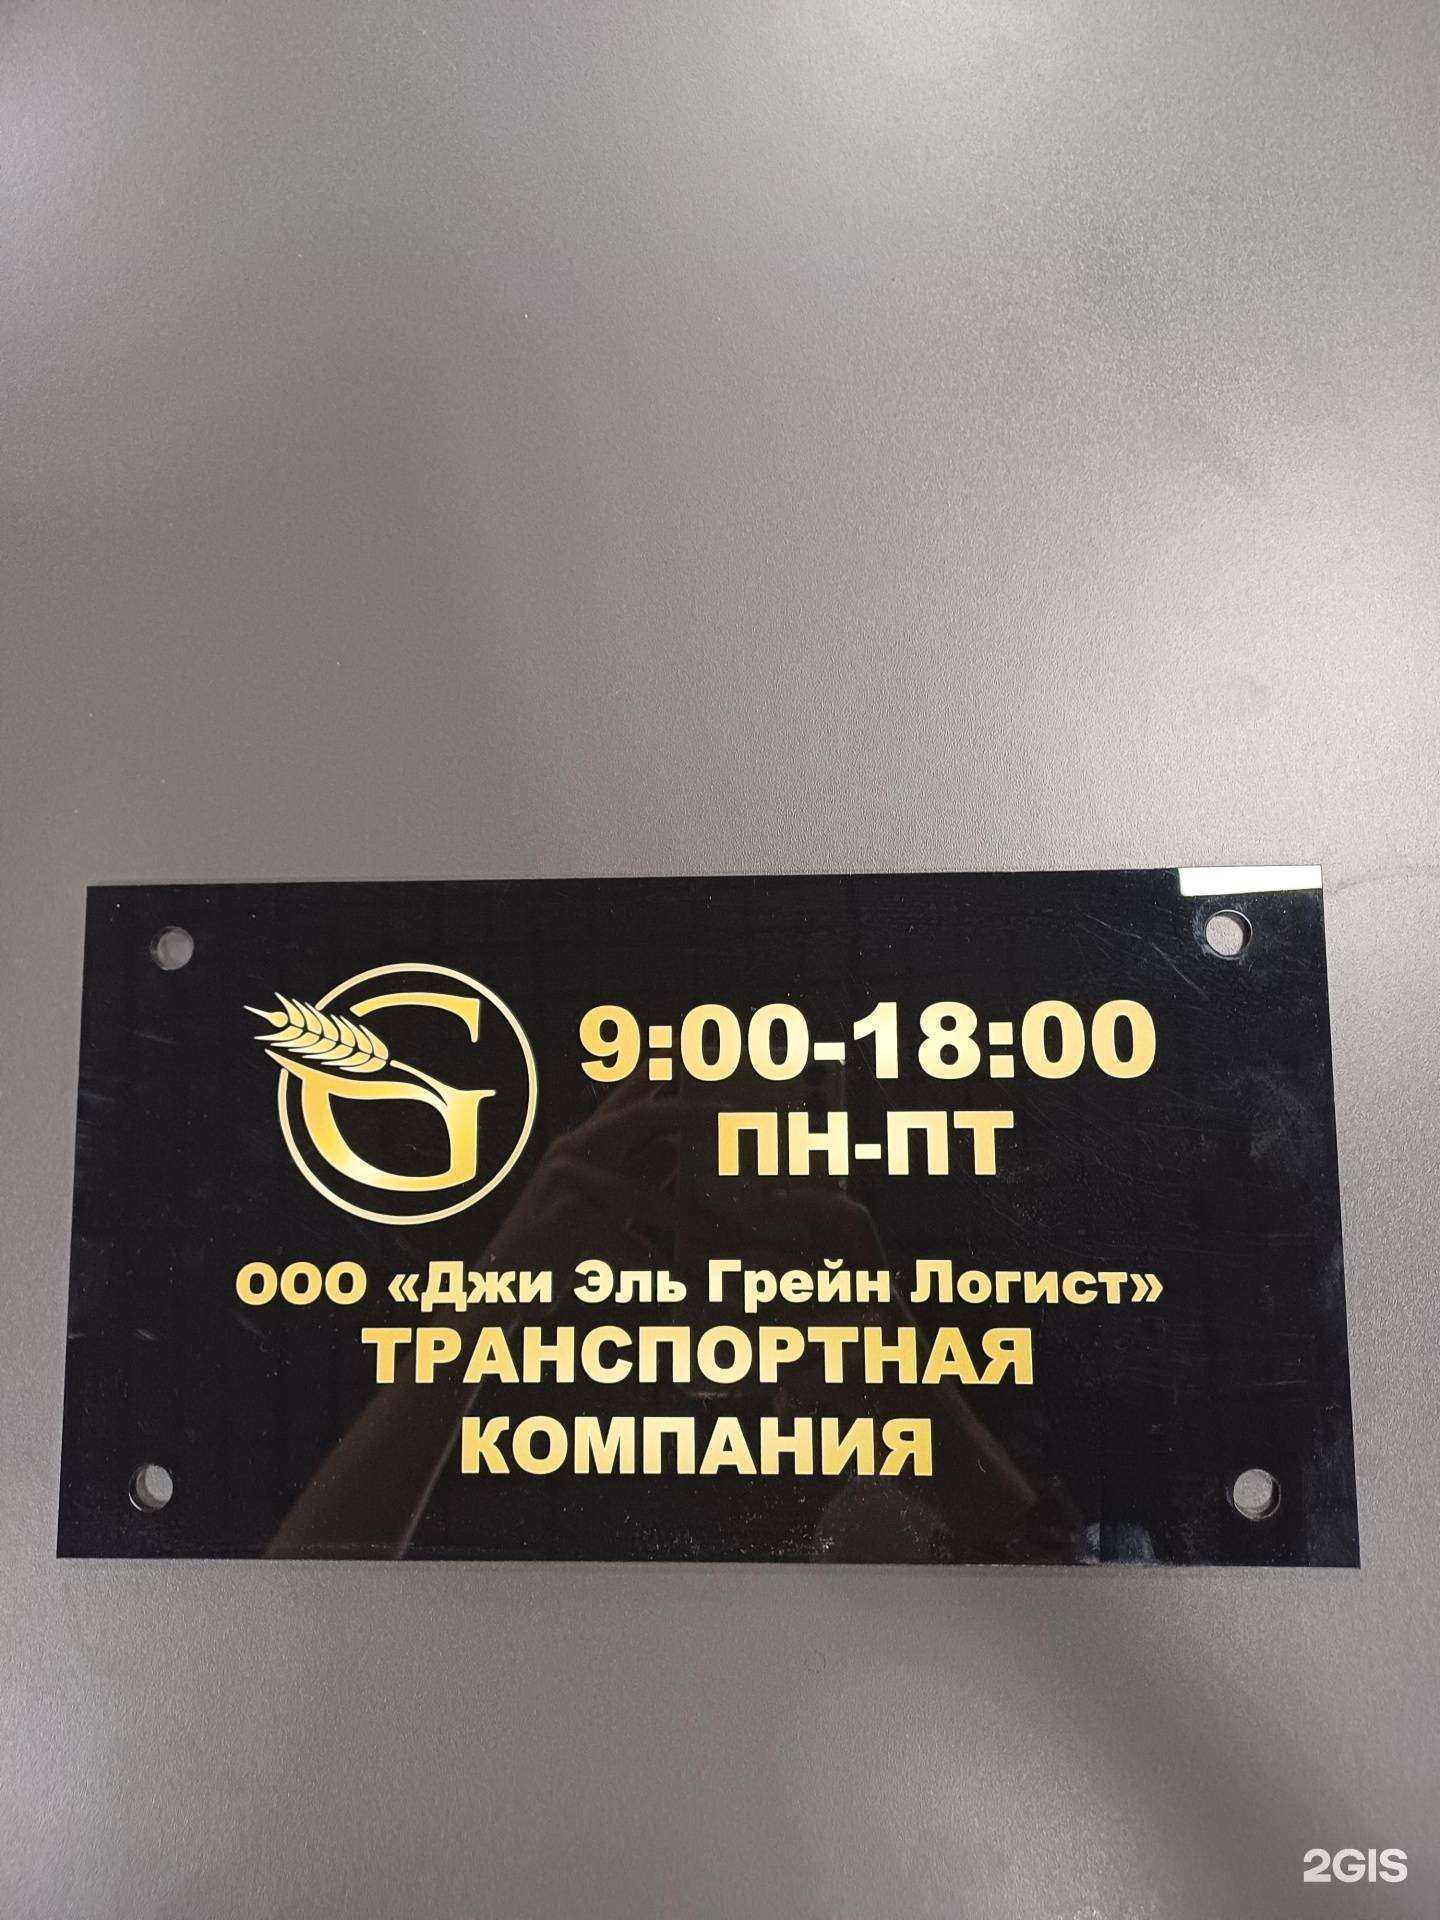 G
9:00-18:00
ПН-ПТ
ООО «Джи Эль Грейн Логист»
ТРАНСПОРТНАЯ
КОМПАНИЯ
2GIS